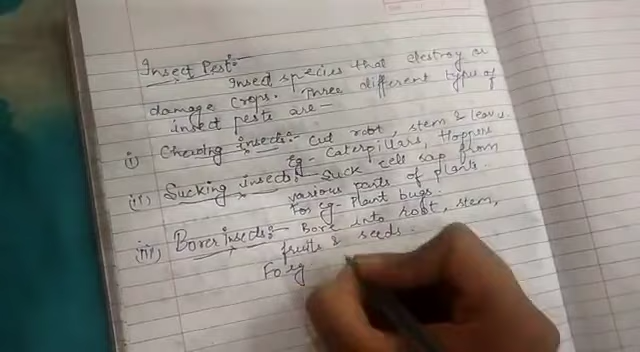 Insect Pest:-
Insect species that destroy or
damage crops. Three different types of
insect pests are -
(i) Chewing insects:- Cut root, stem & leaves.
Eg - Caterpillars, Hoppers
(ii) Sucking insects:- Suck cell sap from
various parts of plants.
For eg - Plant bugs.
(iii) Borer insects:- Bore into root, stem,
fruits & seeds.
Fo eg